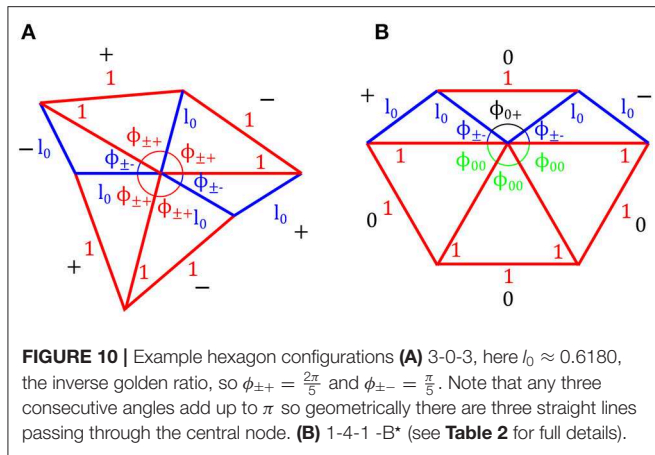 A
B
+
1
−
l₀
1
1
1
ϕ±+
ϕ±+
− l₀
ϕ±-
ϕ±-
l₀
ϕ±+
ϕ±+
l₀
l₀
+
1
+
1
1
−
0
1
+
l₀
l₀
ϕ0+
l₀
l₀
−
ϕ±-
ϕ±-
1
1
ϕ00
ϕ00
ϕ00
0
1
1
0
1
1
1
0
FIGURE 10 | Example hexagon configurations (A) 3-0-3, here l₀ ≈ 0.6180,
the inverse golden ratio, so ϕ±+ = 2π/5 and ϕ±− = π/5. Note that any three
consecutive angles add up to π so geometrically there are three straight lines
passing through the central node. (B) 1-4-1 -B* (see Table 2 for full details).